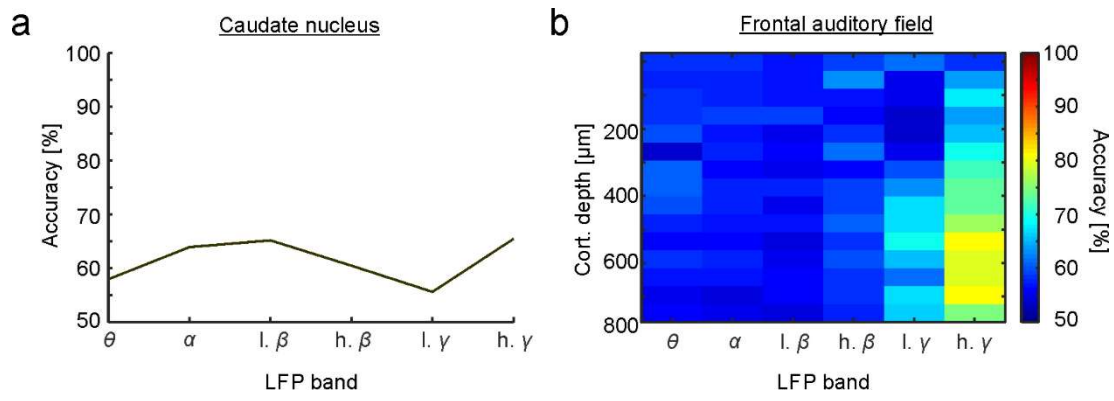 a
Caudate nucleus
100
90
80
70
60
50
Accuracy [%]
θ α l. β h. β l. γ h. γ
LFP band
b
Frontal auditory field
200
400
600
800
Cort. depth [µm]
θ α l. β h. β l. γ h. γ
LFP band
100
90
80
70
60
50
Accuracy [%]